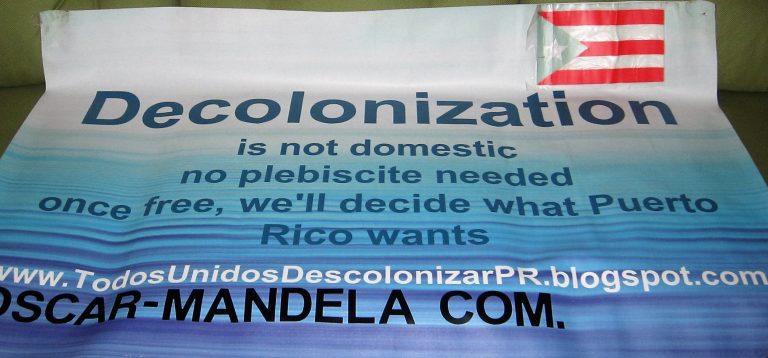 Decolonization
is not domestic
no plebiscite needed
once free, we'll decide what Puerto
Rico wants
www.TodosUnidosDescolonizarPR.blogspot.com
OSCAR-MANDELA COM.